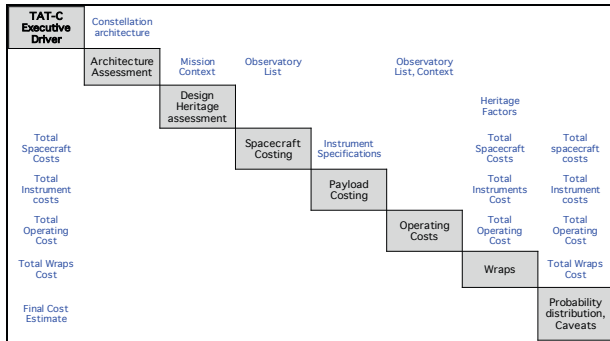 TAT-C
Executive
Driver
Constellation
architecture
Architecture
Assessment
Mission
Context
Observatory
List
Observatory
List, Context
Design
Heritage
assessment
Heritage
Factors
Total
Spacecraft
Costs
Spacecraft
Costing
Instrument
Specifications
Total
Spacecraft
Costs
Total
spacecraft
costs
Total
Instrument
costs
Payload
Costing
Total
Instruments
Cost
Total
Instrument
costs
Total
Operating
Cost
Operating
Costs
Total
Operating
Cost
Total
Operating
Cost
Total Wraps
Cost
Wraps
Total Wraps
Cost
Final Cost
Estimate
Probability
distribution,
Caveats